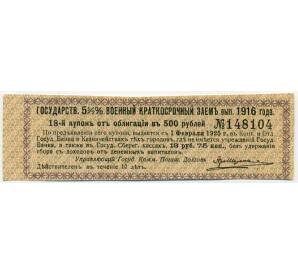 ГОСУДАРСТВ. 5½% ВОЕННЫЙ КРАТКОСРОЧНЫЙ ЗАЕМЪ вып. 1916 года.
18-й купонъ отъ облигаціи въ 500 рублей №148104
По предъявленіи сего купона, выдается съ 1 Февраля 1925 г. въ Конт. и Отд.
Госуд. Банка и Казначействахъ тѣхъ городовъ, гдѣ не имѣется учрежденій Госуд.
Банка, а также въ Госуд. Сберег. кассахъ, 13 руб. 75 коп., безъ удержанія
сбора съ доходовъ отъ денежныхъ капиталовъ.
Управляющій Госуд. Комм. Погаш. Долговъ
Дѣйствителенъ въ теченіе 10 лѣтъ.